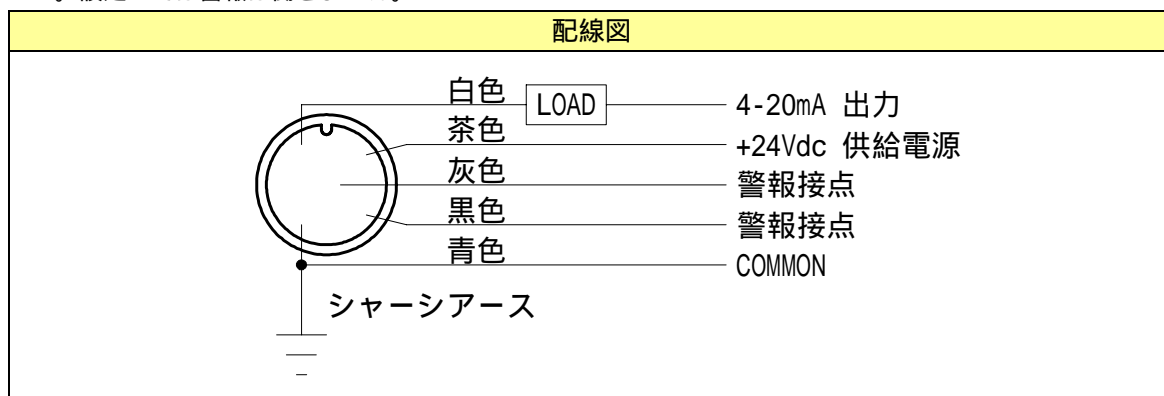 配線図
白色 LOAD 4-20mA 出力
茶色 +24Vdc 供給電源
灰色 警報接点
黒色 警報接点
青色 COMMON
シャーシアース